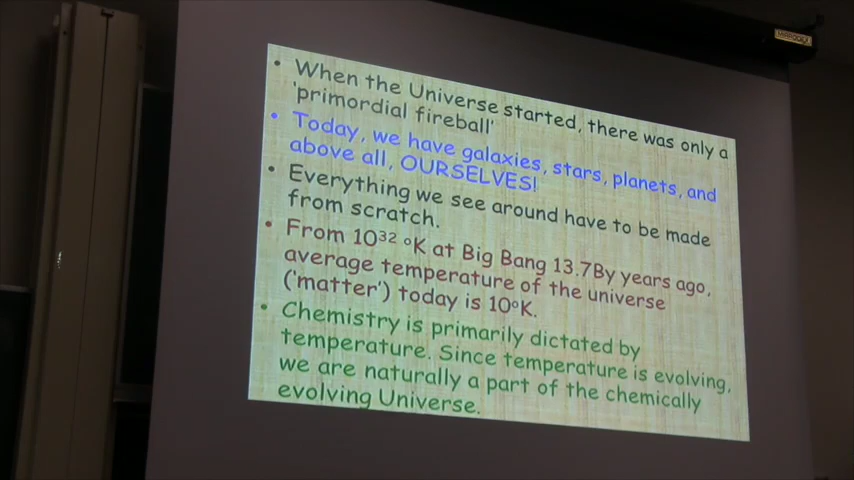 • When the Universe started, there was only a
'primordial fireball'
• Today, we have galaxies, stars, planets, and
above all, OURSELVES!
• Everything we see around have to be made
from scratch.
• From 10³² °K at Big Bang 13.7By years ago,
average temperature of the universe
('matter') today is 10°K.
• Chemistry is primarily dictated by
temperature. Since temperature is evolving,
we are naturally a part of the chemically
evolving Universe.